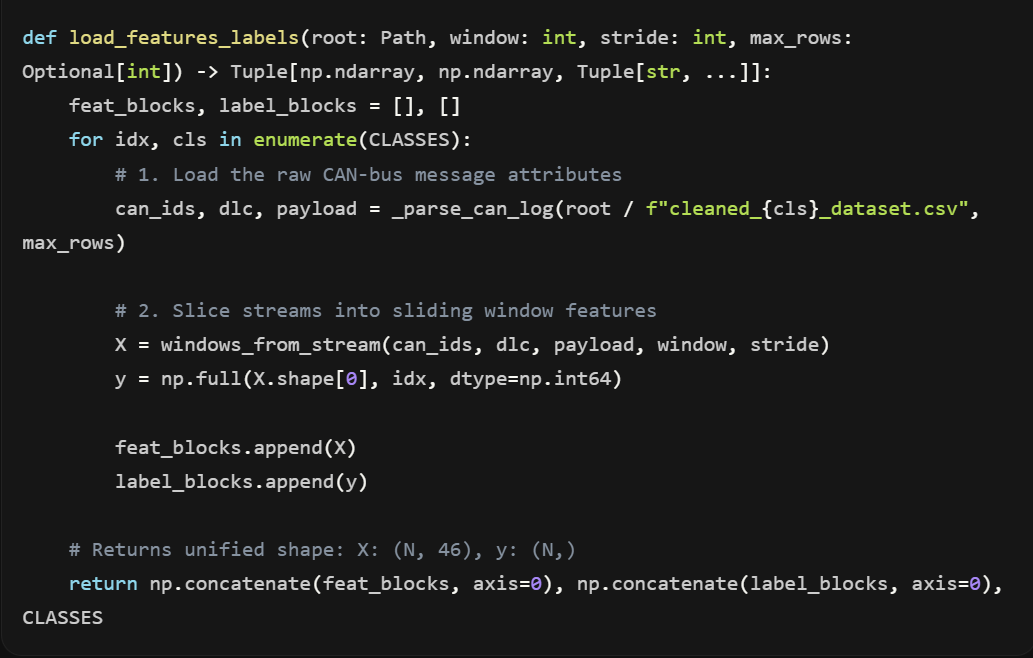 def load_features_labels(root: Path, window: int, stride: int, max_rows:
Optional[int]) -> Tuple[np.ndarray, np.ndarray, Tuple[str, ...]]:
    feat_blocks, label_blocks = [], []
    for idx, cls in enumerate(CLASSES):
        # 1. Load the raw CAN-bus message attributes
        can_ids, dlc, payload = _parse_can_log(root / f"cleaned_{cls}_dataset.csv",
max_rows)

        # 2. Slice streams into sliding window features
        X = windows_from_stream(can_ids, dlc, payload, window, stride)
        y = np.full(X.shape[0], idx, dtype=np.int64)

        feat_blocks.append(X)
        label_blocks.append(y)

    # Returns unified shape: X: (N, 46), y: (N,)
    return np.concatenate(feat_blocks, axis=0), np.concatenate(label_blocks, axis=0),
CLASSES